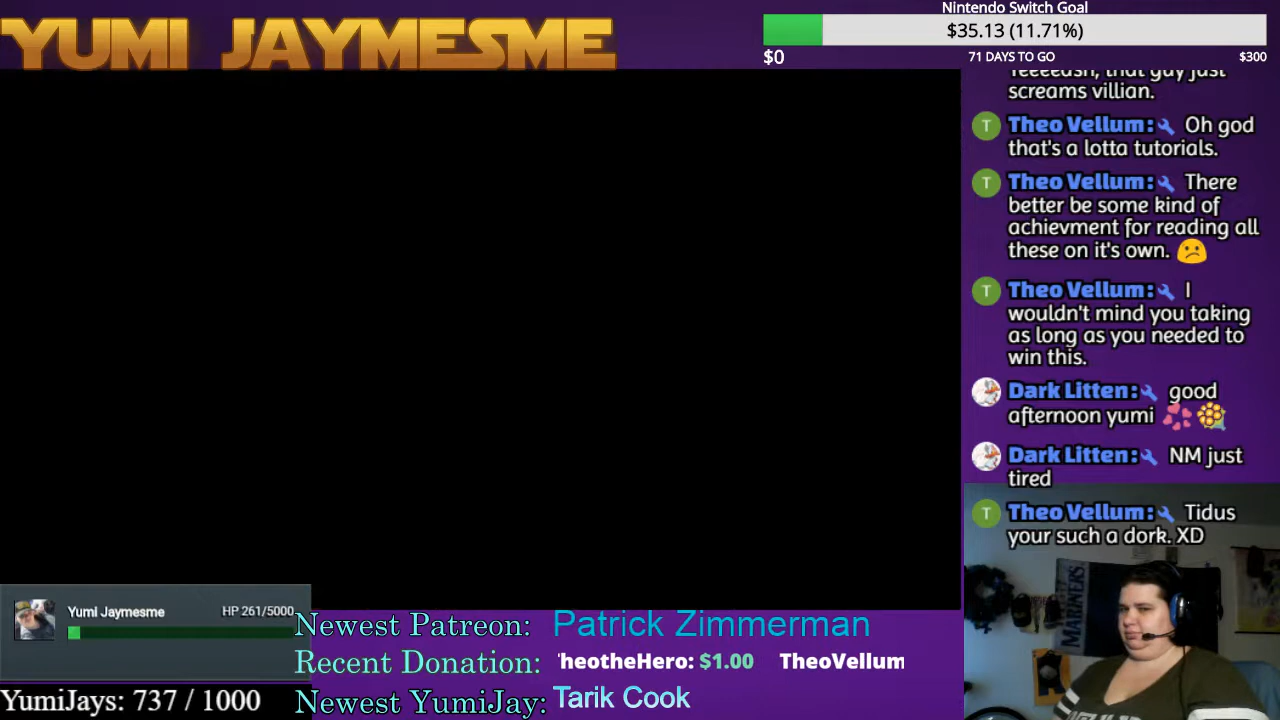 YUMI JAYMESME
Nintendo Switch Goal
$35.13 (11.71%)
$0
71 DAYS TO GO
$300
Yeeeeash, that guy just
screams villian.
T
Theo Vellum: Oh god
that's a lotta tutorials.
T
Theo Vellum: There
better be some kind of
achievment for reading all
these on it's own.
T
Theo Vellum: I
wouldn't mind you taking
as long as you needed to
win this.
Dark Litten: good
afternoon yumi
Dark Litten: NM just
tired
T
Theo Vellum: Tidus
your such a dork. XD
MARINERS
Yumi Jaymesme
HP 261/5000
Newest Patreon: Patrick Zimmerman
Recent Donation: heotheHero: $1.00 TheoVellum
YumiJays: 737 / 1000
Newest YumiJay: Tarik Cook